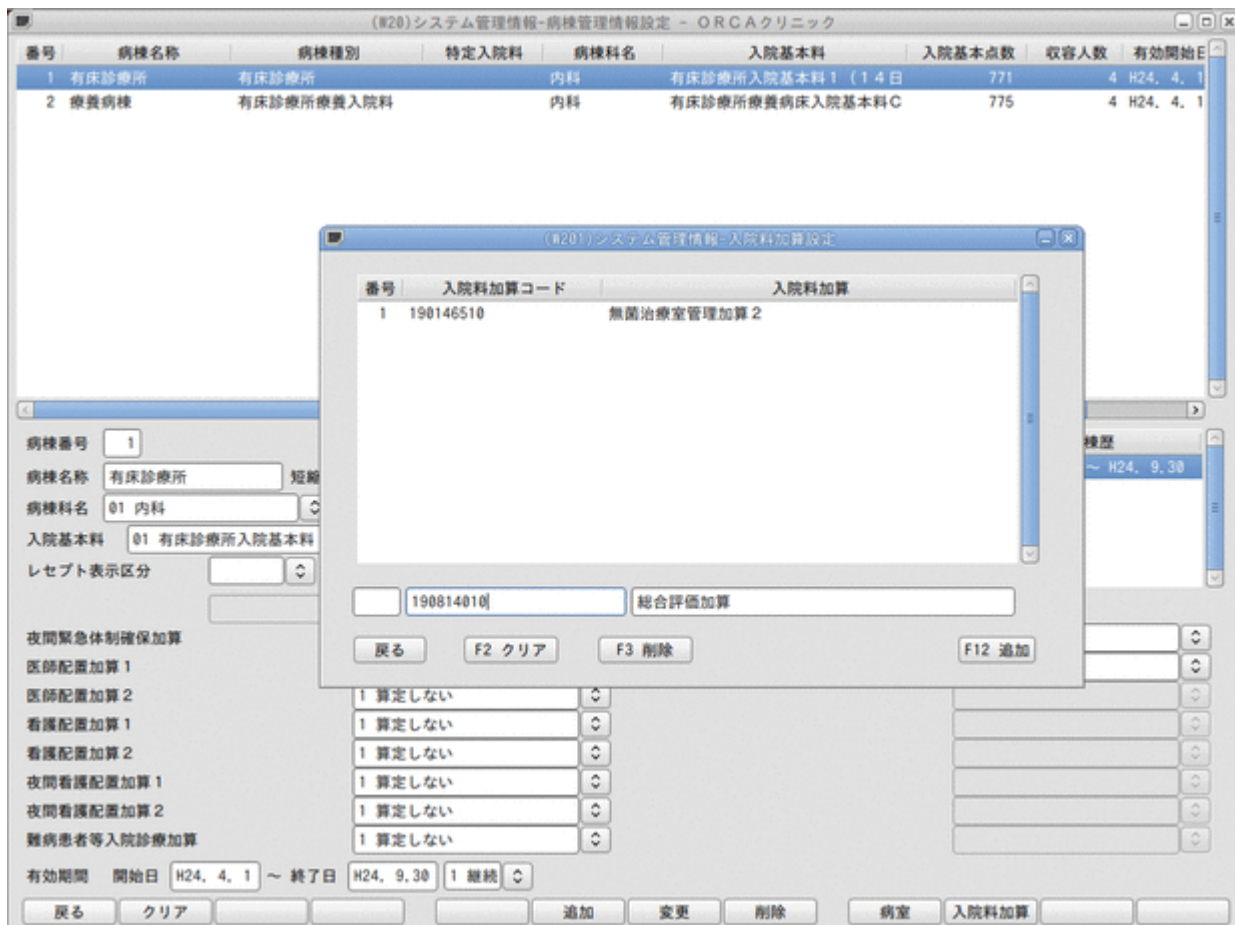 (W20)システム管理情報-病棟管理情報設定 - ORCAクリニック
番号 病棟名称 病棟種別 特定入院料 病棟科名 入院基本料 入院基本点数 収容人数 有効開始日
1 有床診療所 有床診療所 内科 有床診療所入院基本料1(14日 771 4 H24. 4. 1
2 療養病棟 有床診療所療養入院料 内科 有床診療所療養病床入院基本料C 775 4 H24. 4. 1
(W201)システム管理情報-入院料加算設定
番号 入院料加算コード 入院料加算
1 190146510 無菌治療室管理加算2
190814010 総合評価加算
戻る F2 クリア F3 削除 F12 追加
病棟番号 1
棟歴
病棟名称 有床診療所 短縮
~ H24. 9.30
病棟科名 01 内科
入院基本料 01 有床診療所入院基本料
レセプト表示区分
夜間緊急体制確保加算
医師配置加算1
医師配置加算2 1 算定しない
看護配置加算1 1 算定しない
看護配置加算2 1 算定しない
夜間看護配置加算1 1 算定しない
夜間看護配置加算2 1 算定しない
難病患者等入院診療加算 1 算定しない
有効期間 開始日 H24. 4. 1 ~ 終了日 H24. 9.30 1 継続
戻る クリア 追加 変更 削除 病室 入院料加算